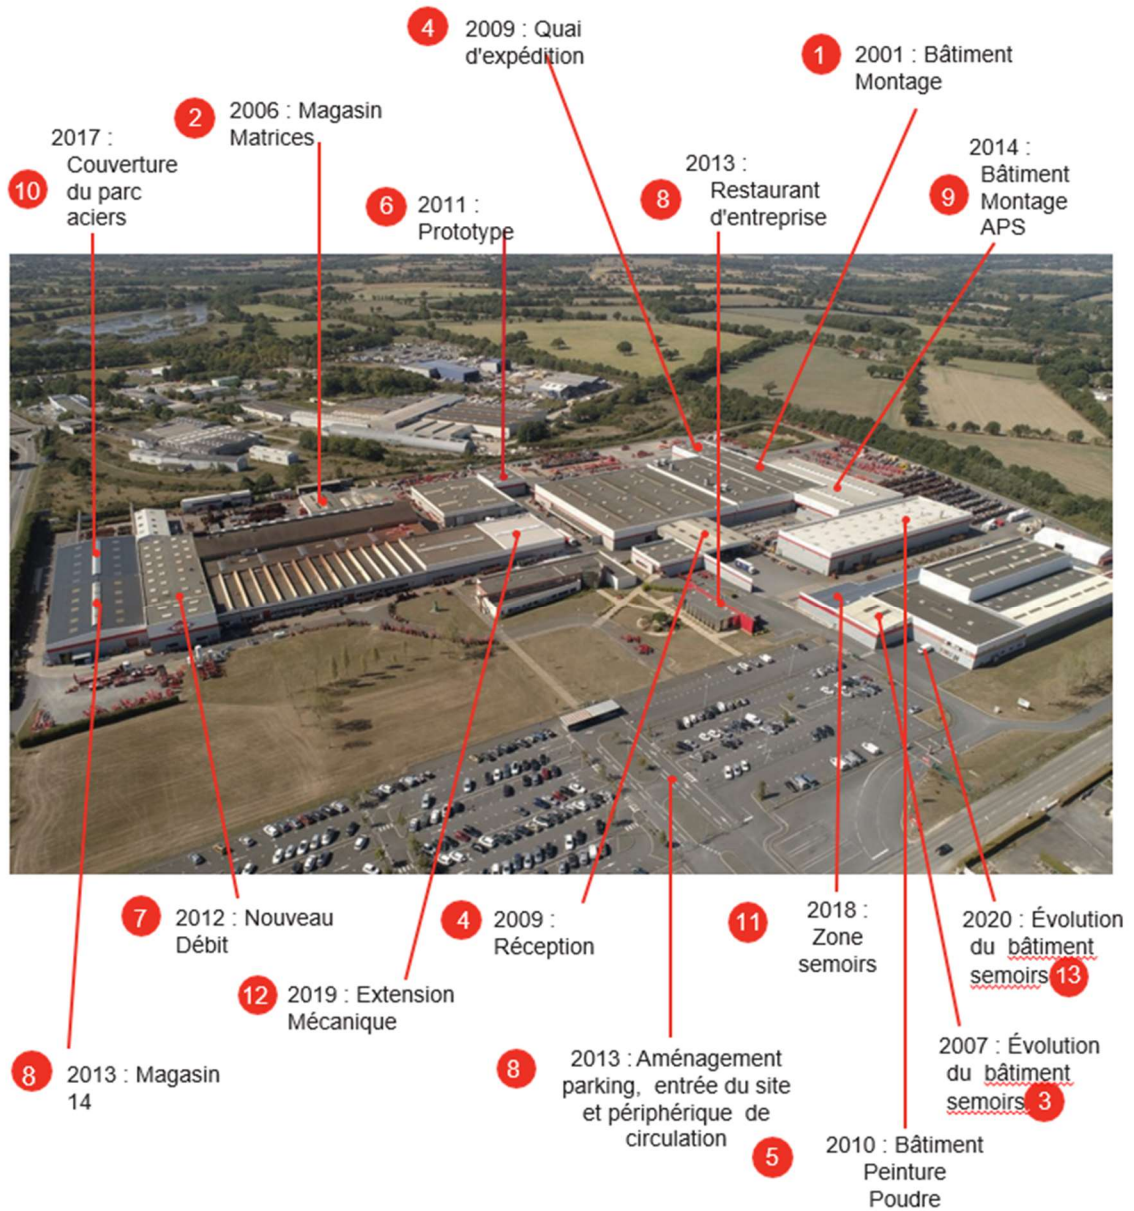 4
2009 : Quai
d'expédition
1
2001 : Bâtiment
Montage
2
2006 : Magasin
Matrices
2017 :
Couverture
du parc
aciers
10
2014 :
Bâtiment
Montage
APS
9
2013 :
Restaurant
d'entreprise
8
6
2011 :
Prototype
7
2012 : Nouveau
Débit
4
2009 :
Réception
11
2018 :
Zone
semoirs
2020 : Évolution
du bâtiment
semoirs 13
12
2019 : Extension
Mécanique
8
2013 : Magasin
14
8
2013 : Aménagement
parking, entrée du site
et périphérique de
circulation
2007 : Évolution
du bâtiment
semoirs 3
5
2010 : Bâtiment
Peinture
Poudre